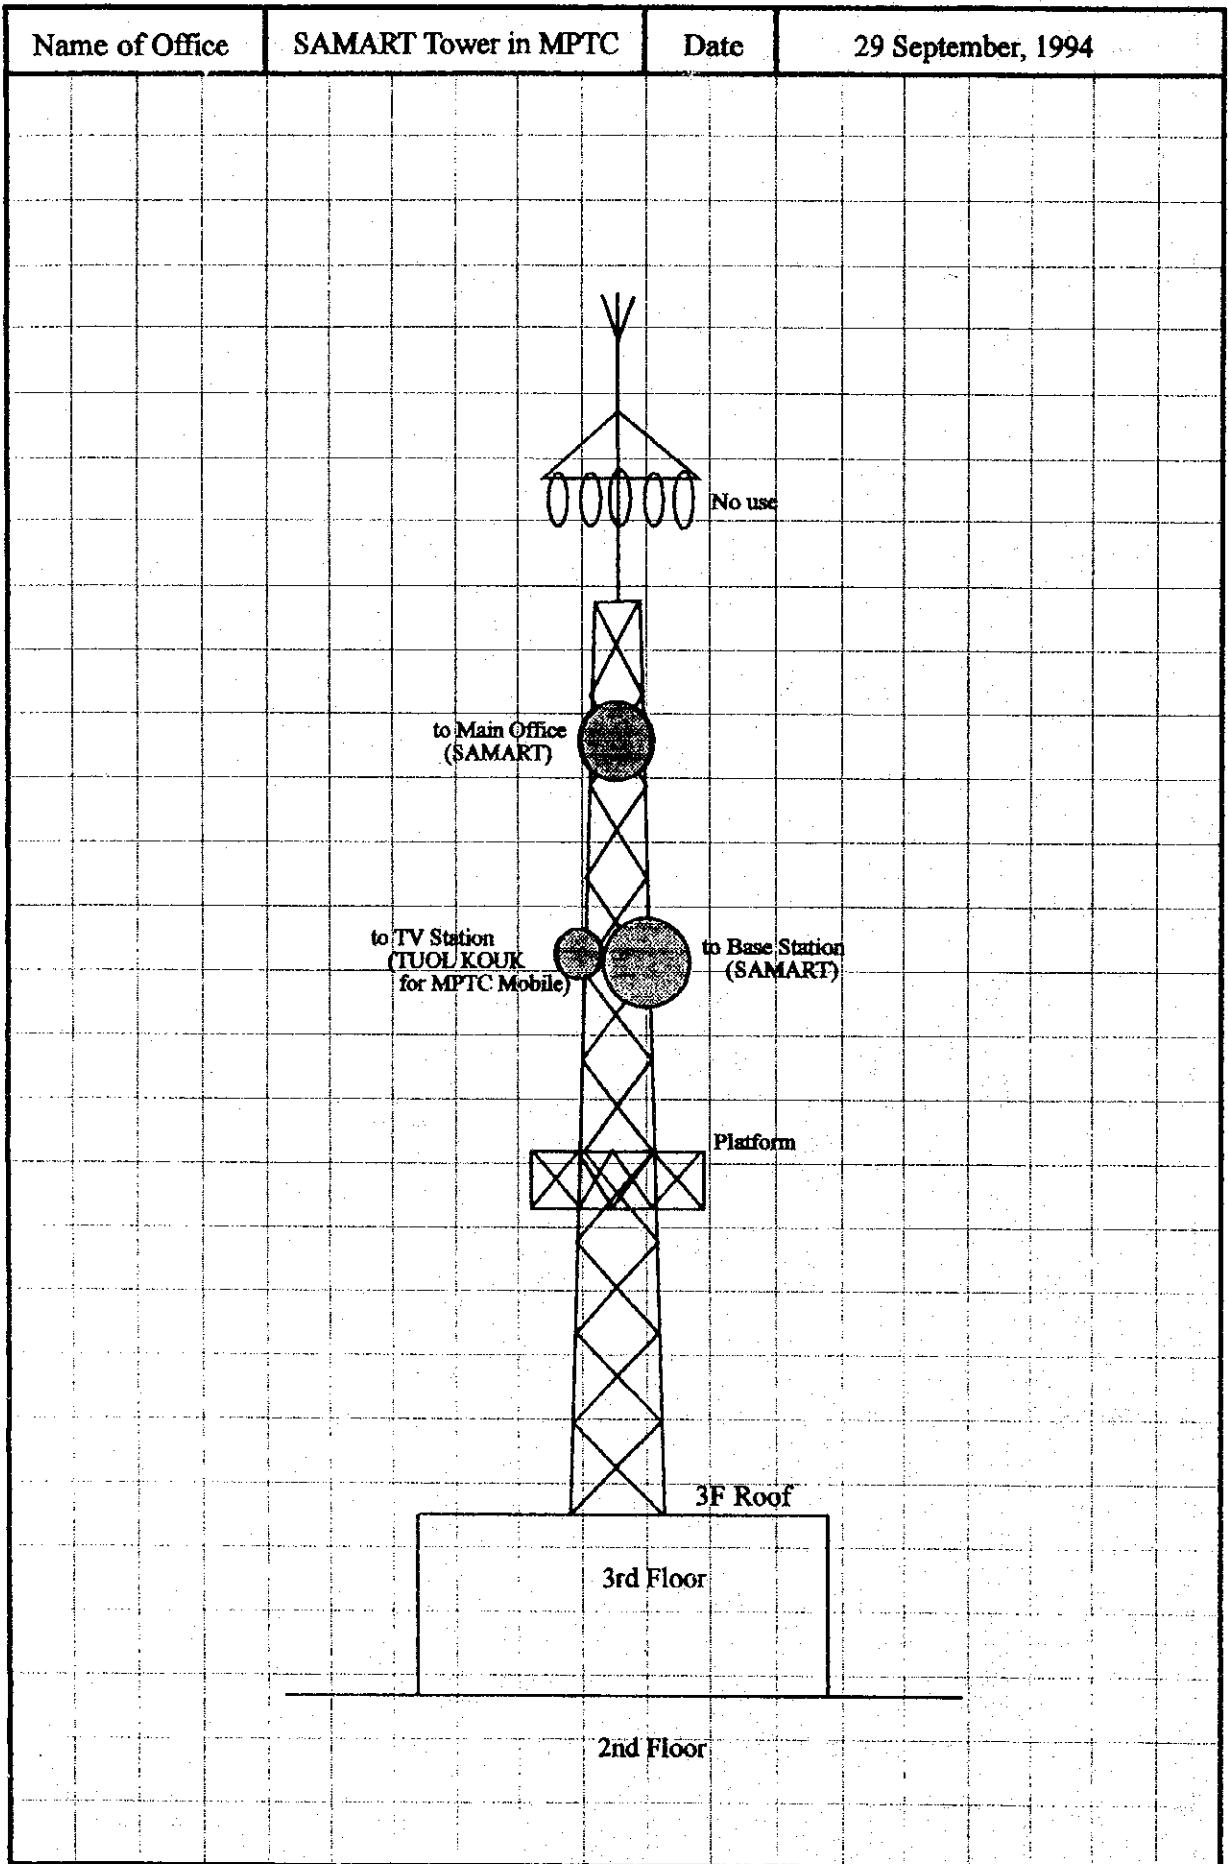 Name of Office
SAMART Tower in MPTC
Date
29 September, 1994
No use
to Main Office
(SAMART)
to TV Station
(TUOL KOUK
for MPTC Mobile)
to Base Station
(SAMART)
Platform
3F Roof
3rd Floor
2nd Floor